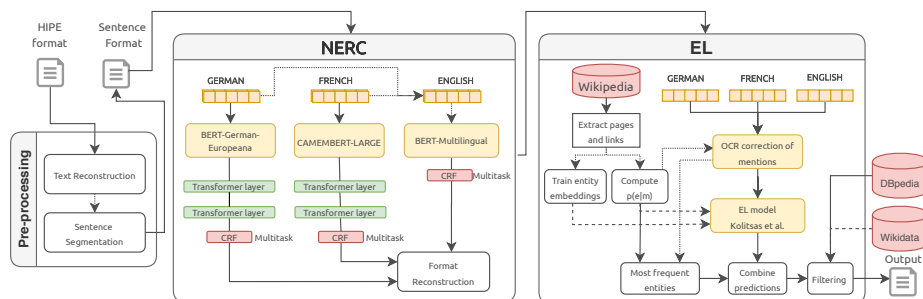 HIPE
format
Sentence
Format
Pre-processing
Text Reconstruction
Sentence
Segmentation
NERC
GERMAN
FRENCH
ENGLISH
BERT-German-
Europeana
CAMEMBERT-LARGE
BERT-Multilingual
CRF
Multitask
Transformer layer
Transformer layer
Transformer layer
Transformer layer
CRF
Multitask
CRF
Multitask
Format
Reconstruction
EL
Wikipedia
GERMAN
FRENCH
ENGLISH
Extract pages
and links
OCR correction of
mentions
Train entity
embeddings
Compute
p(e|m)
EL model
Kolitsas et al.
DBpedia
Wikidata
Most frequent
entities
Combine
predictions
Filtering
Output